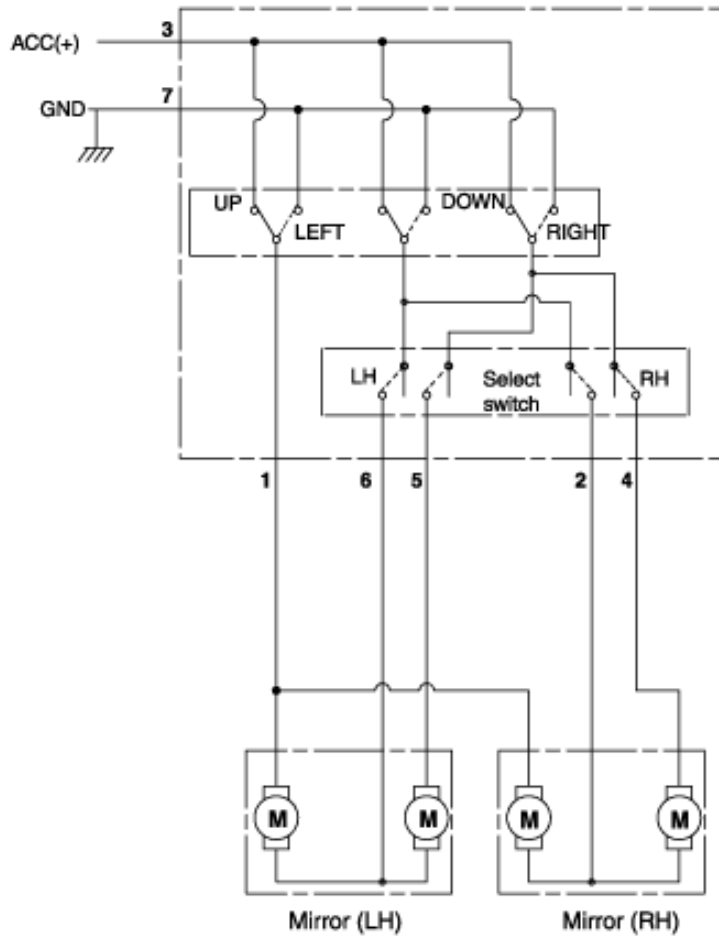 3
ACC(+)
7
GND
UP
DOWN
LEFT
RIGHT
LH
Select
switch
RH
1
6
5
2
4
M
M
M
M
Mirror (LH)
Mirror (RH)